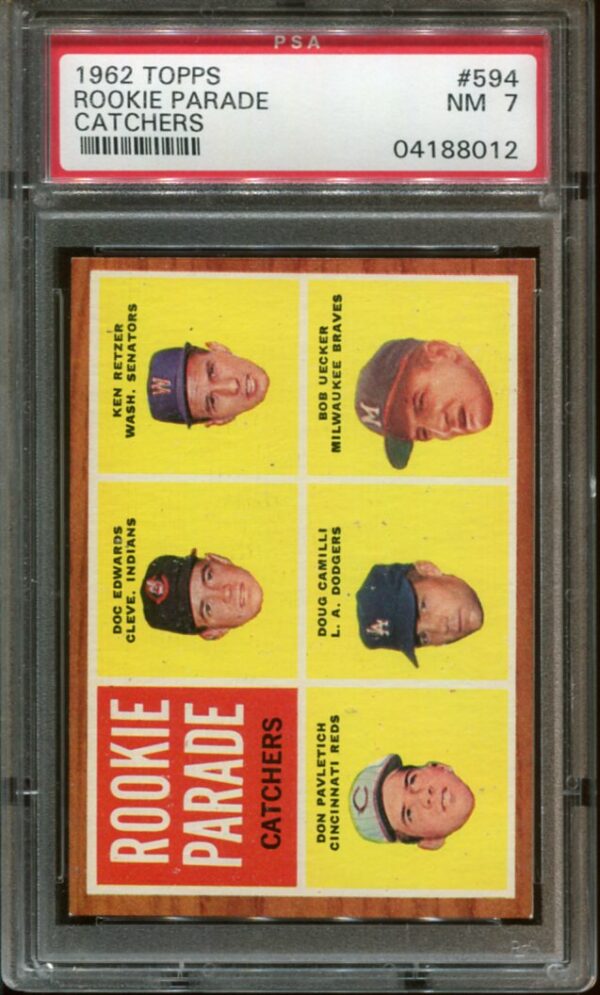 PSA
1962 TOPPS #594
ROOKIE PARADE NM 7
CATCHERS
04188012
ROOKIE
PARADE
CATCHERS
DOC EDWARDS
CLEVE. INDIANS
KEN RETZER
WASH. SENATORS
W
DON PAVLETICH
CINCINNATI REDS
C
DOUG CAMILLI
L. A. DODGERS
LA
BOB UECKER
MILWAUKEE BRAVES
M